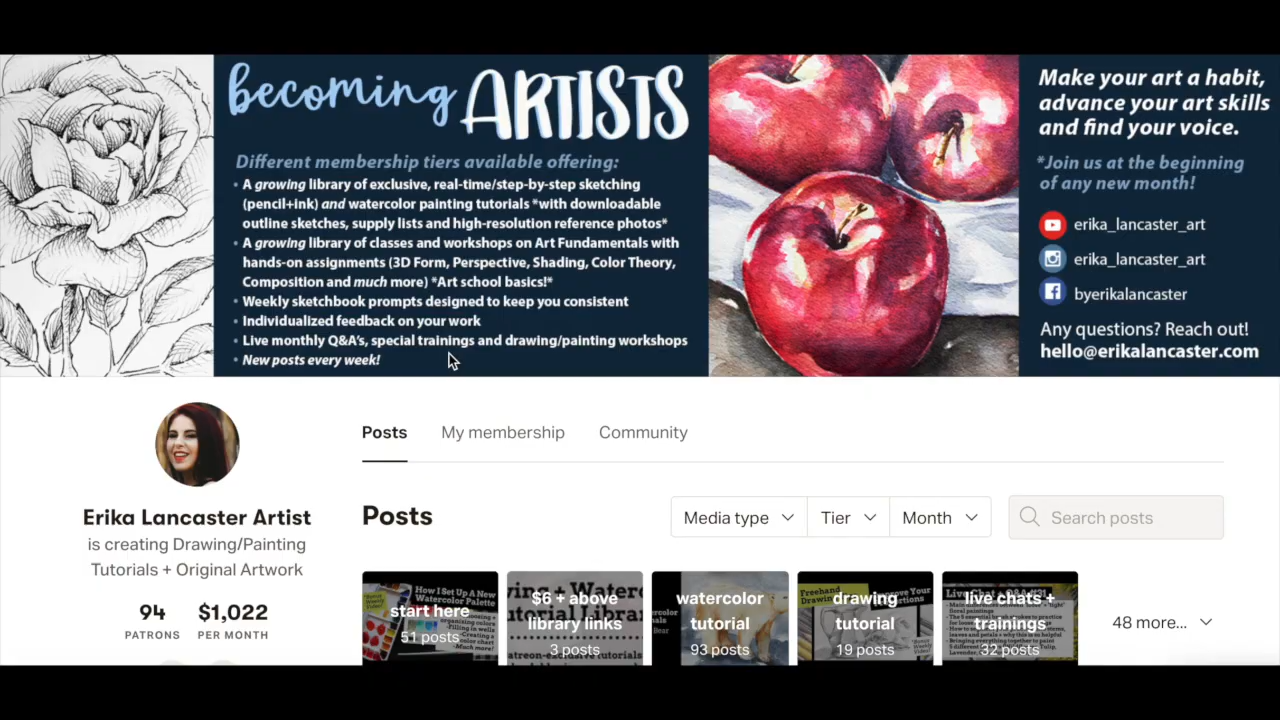 becoming ARTISTS
Different membership tiers available offering:
• A growing library of exclusive, real-time/step-by-step sketching
(pencil+ink) and watercolor painting tutorials *with downloadable
outline sketches, supply lists and high-resolution reference photos*
• A growing library of classes and workshops on Art Fundamentals with
hands-on assignments (3D Form, Perspective, Shading, Color Theory,
Composition and much more) *Art school basics!*
• Weekly sketchbook prompts designed to keep you consistent
• Individualized feedback on your work
• Live monthly Q&A's, special trainings and drawing/painting workshops
• New posts every week!
Make your art a habit,
advance your art skills
and find your voice.
*Join us at the beginning
of any new month!
erika_lancaster_art
erika_lancaster_art
byerikalancaster
Any questions? Reach out!
hello@erikalancaster.com
Erika Lancaster Artist
is creating Drawing/Painting
Tutorials + Original Artwork
94 $1,022
PATRONS PER MONTH
Posts My membership Community
Posts
Media type Tier Month Search posts
start here
51 posts
$6 + above
library links
3 posts
watercolor
tutorial
93 posts
drawing
tutorial
19 posts
live chats +
trainings
32 posts
48 more...